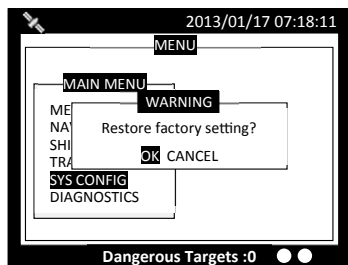 2013/01/17 07:18:11
MENU
MAIN MENU
WARNING
ME
NA
Restore factory setting?
SHI
TRA
OK CANCEL
SYS CONFIG
DIAGNOSTICS
Dangerous Targets :0